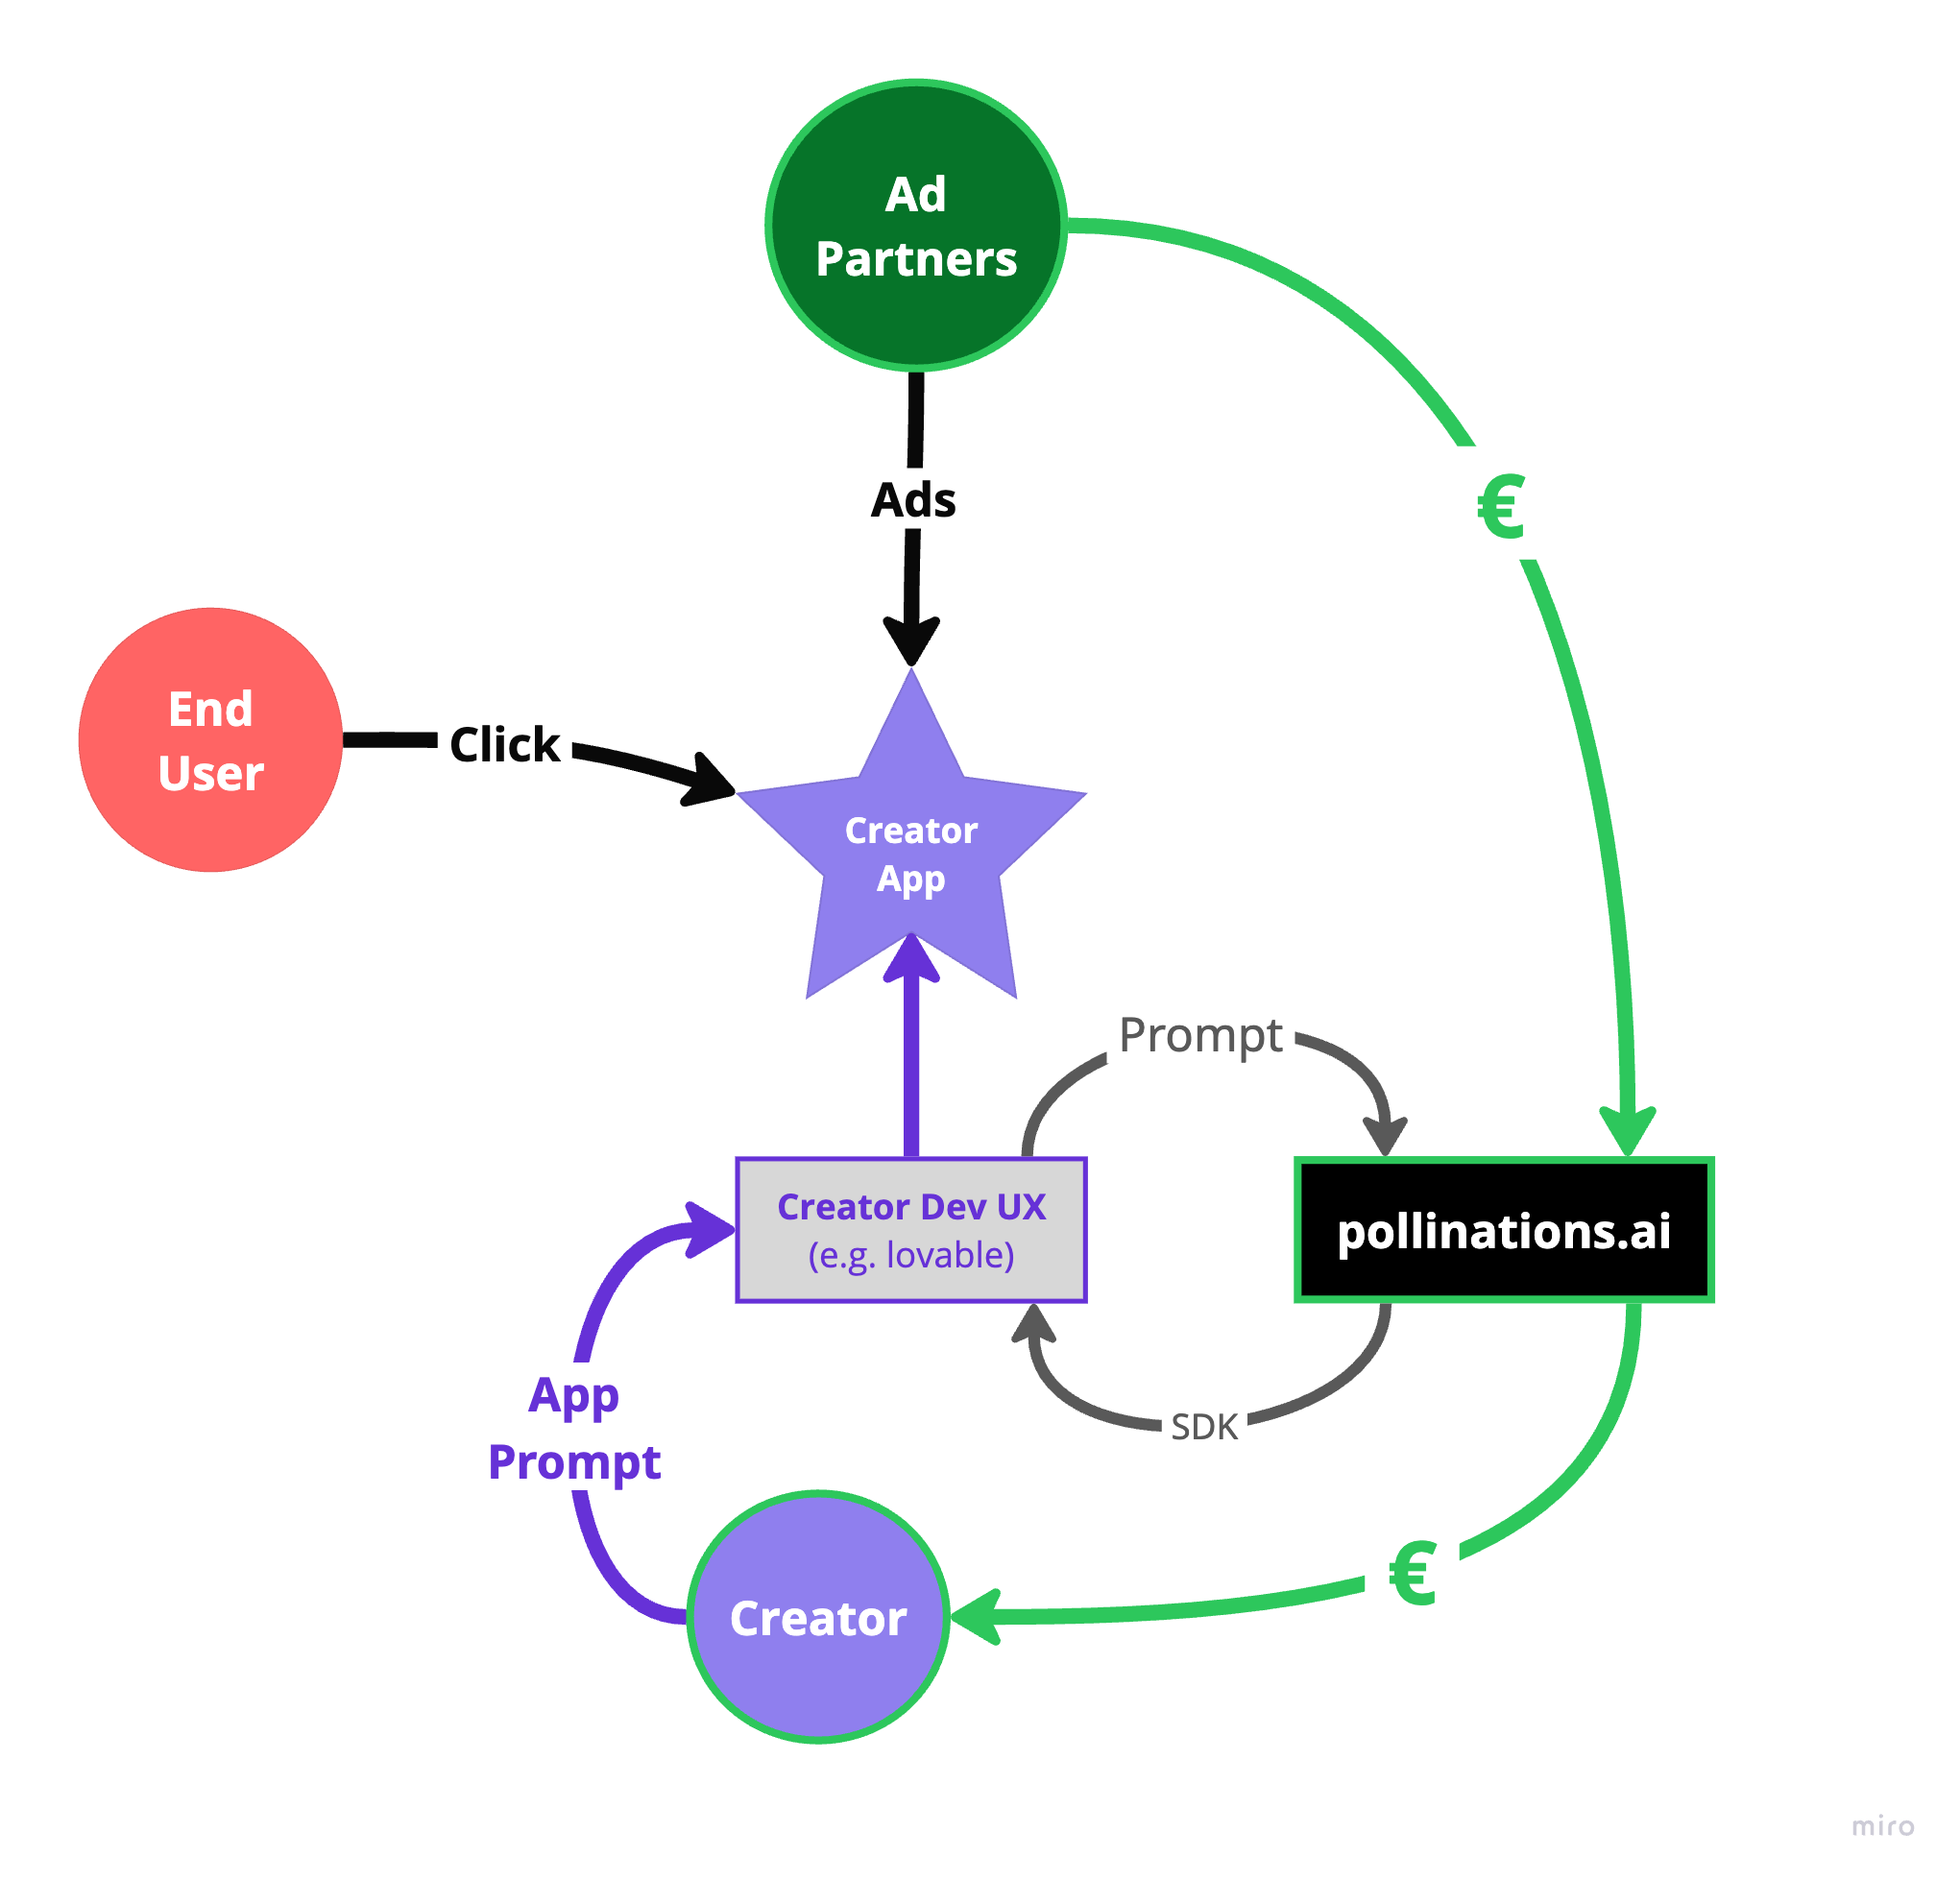 Ad
Partners
€
Ads
End
User
Click
Creator
App
Prompt
Creator Dev UX
(e.g. lovable)
pollinations.ai
App
Prompt
SDK
€
Creator
miro